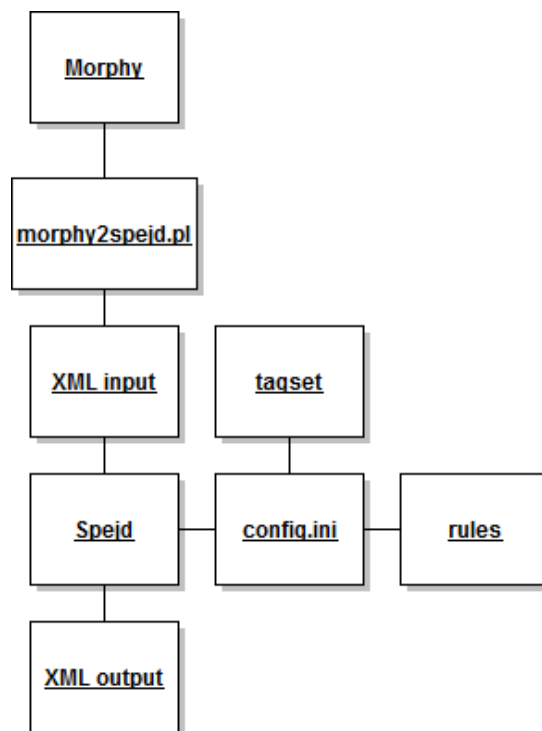 Morphy
morphy2spejd.pl
XML input
tagset
Spejd
config.ini
rules
XML output